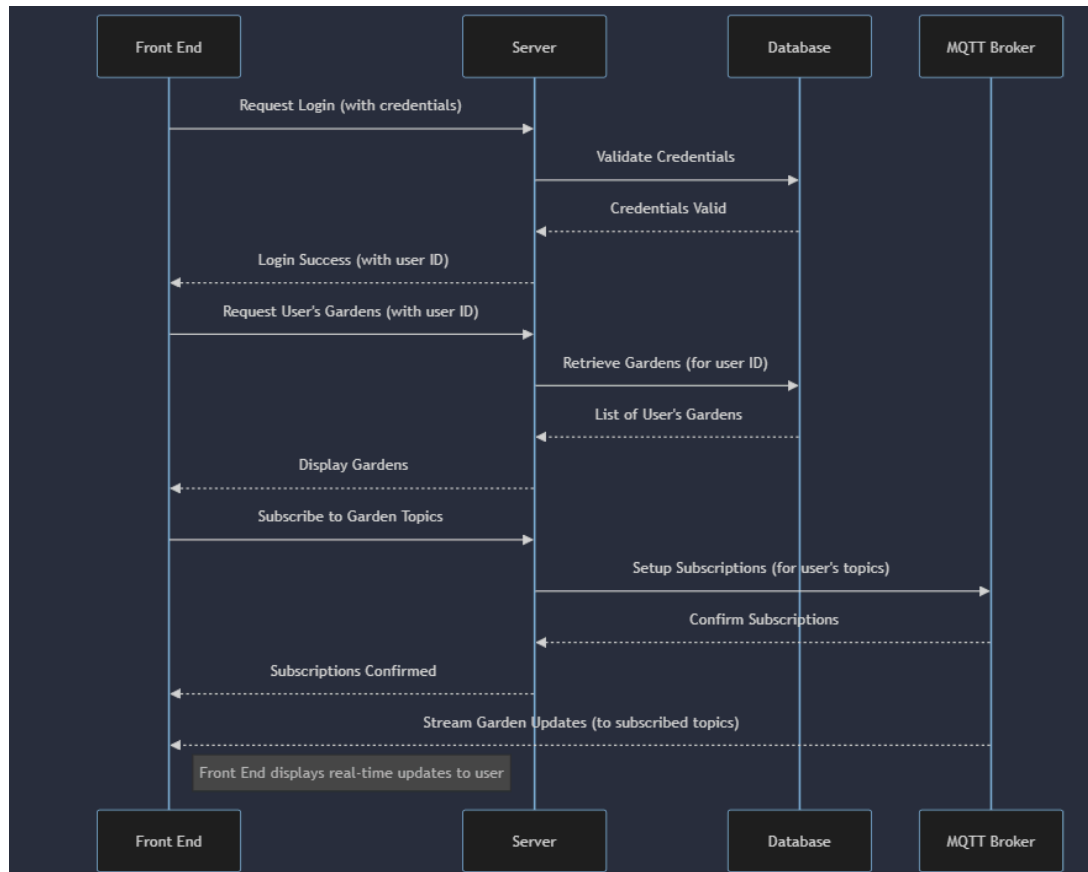 Front End
Server
Database
MQTT Broker
Request Login (with credentials)
Validate Credentials
Credentials Valid
Login Success (with user ID)
Request User's Gardens (with user ID)
Retrieve Gardens (for user ID)
List of User's Gardens
Display Gardens
Subscribe to Garden Topics
Setup Subscriptions (for user's topics)
Confirm Subscriptions
Subscriptions Confirmed
Stream Garden Updates (to subscribed topics)
Front End displays real-time updates to user
Front End
Server
Database
MQTT Broker